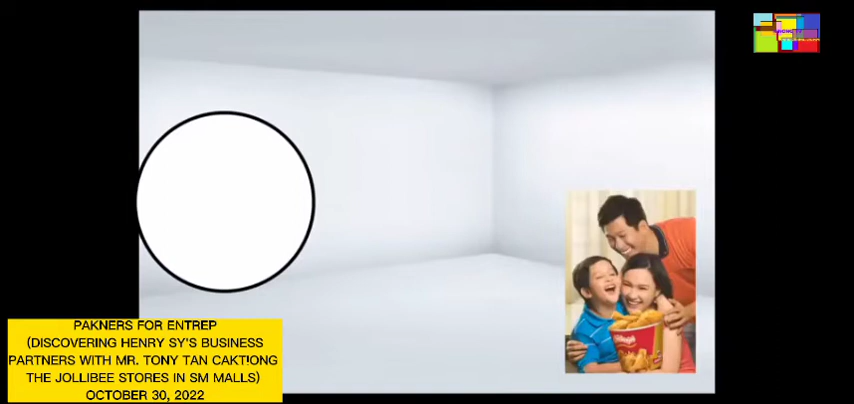 PAKNERS FOR ENTREP
(DISCOVERING HENRY SY'S BUSINESS
PARTNERS WITH MR. TONY TAN CAKTIONG
THE JOLLIBEE STORES IN SM MALLS)
OCTOBER 30, 2022